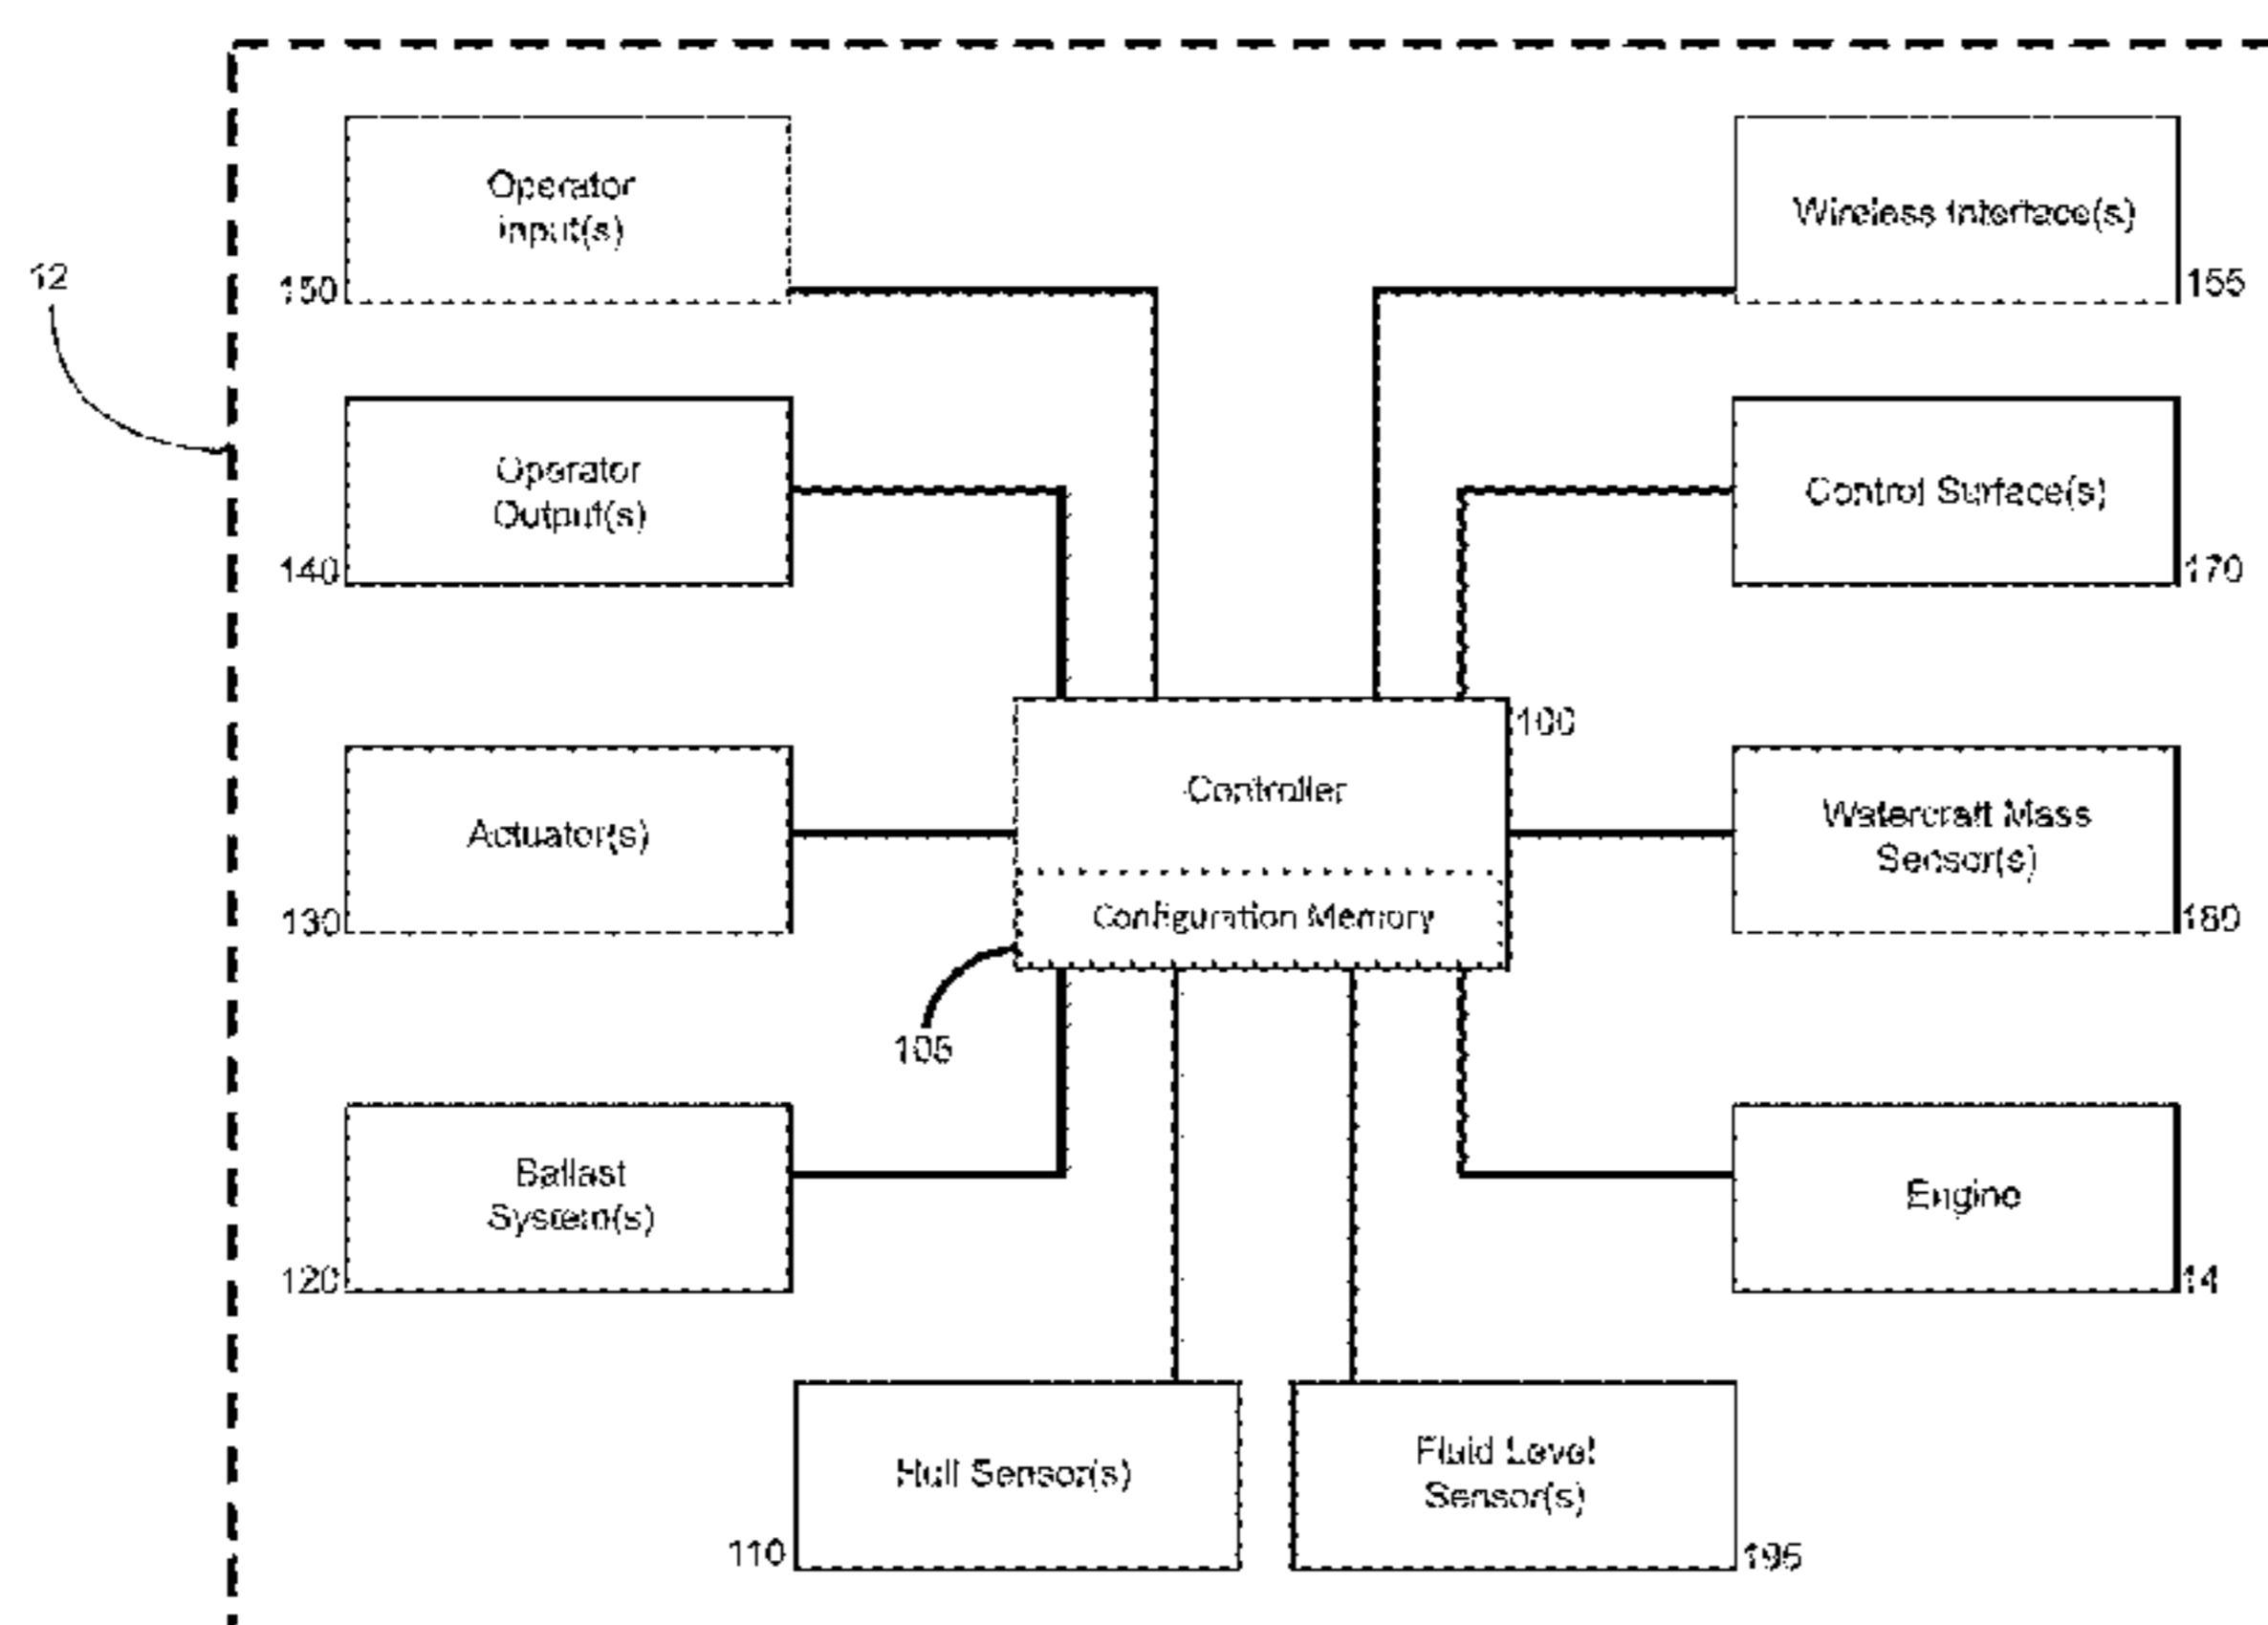 12
Operator
Input(s)
150
Wireless Interface(s)
155
Operator
Output(s)
140
Control Surface(s)
170
100
Controller
Actuator(s)
130
Watercraft Mass
Sensor(s)
180
Configuration Memory
105
Ballast
System(s)
120
Engine
14
Hull Sensor(s)
110
Fluid Level
Sensor(s)
195